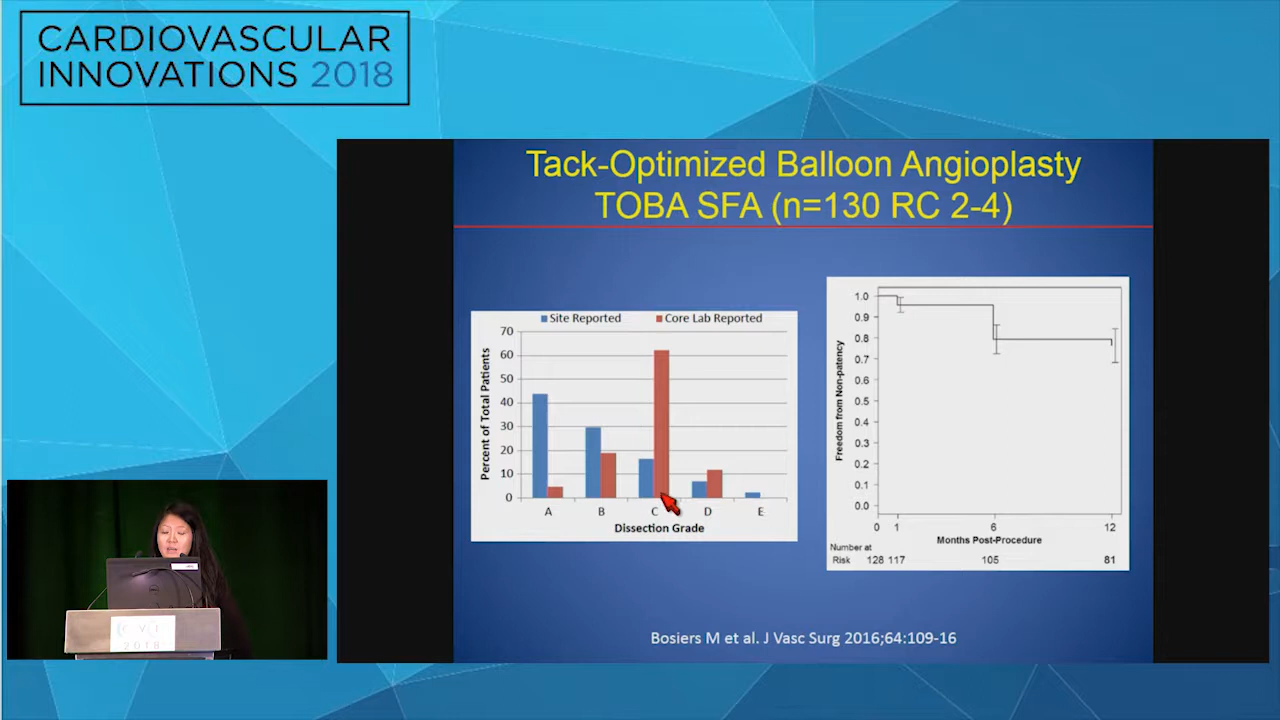 CARDIOVASCULAR
INNOVATIONS 2018
Tack-Optimized Balloon Angioplasty
TOBA SFA (n=130 RC 2-4)
Site Reported
Core Lab Reported
Percent of Total Patients
70
60
50
40
30
20
10
0
A B C D E
Dissection Grade
Freedom from Non-patency
1.0
0.9
0.8
0.7
0.6
0.5
0.4
0.3
0.2
0.1
0.0
0 1 6 12
Months Post-Procedure
Number at
Risk 128 117 105 81
Bosiers M et al. J Vasc Surg 2016;64:109-16
C V I
2018